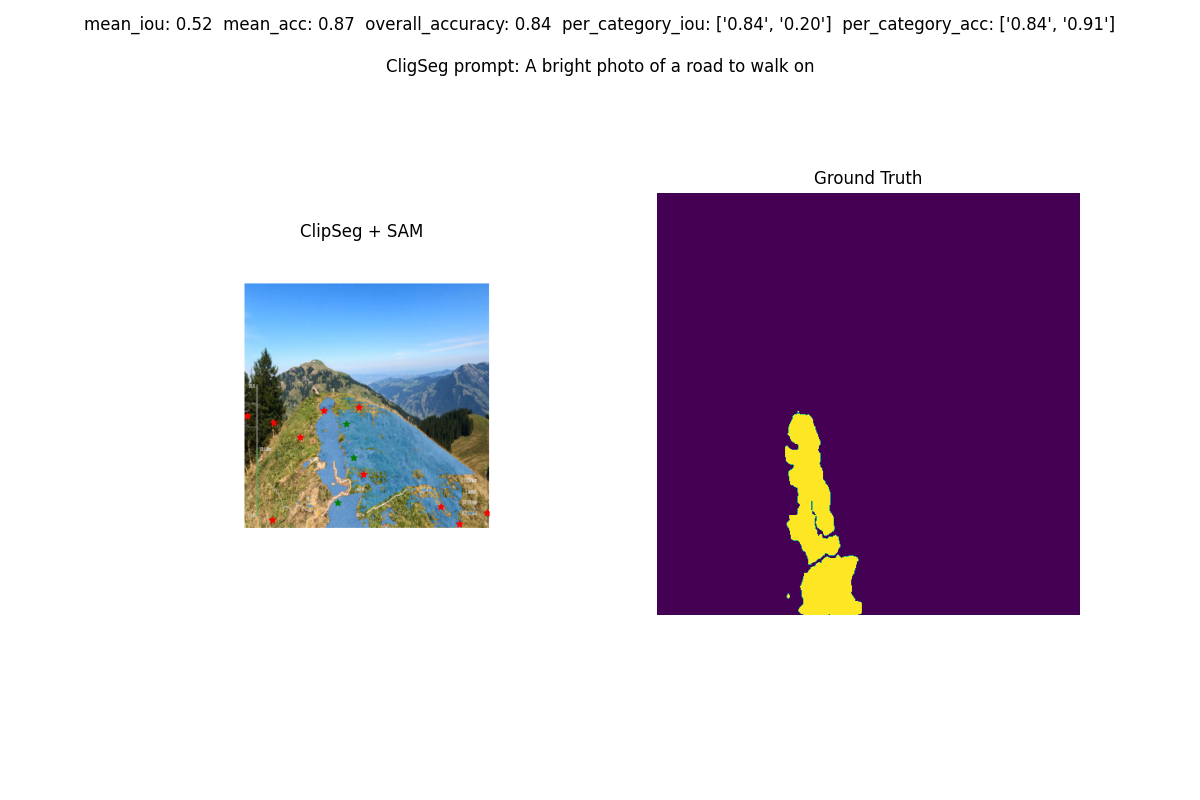 mean_iou: 0.52  mean_acc: 0.87  overall_accuracy: 0.84  per_category_iou: ['0.84', '0.20']  per_category_acc: ['0.84', '0.91']
CligSeg prompt: A bright photo of a road to walk on
Ground Truth
ClipSeg + SAM